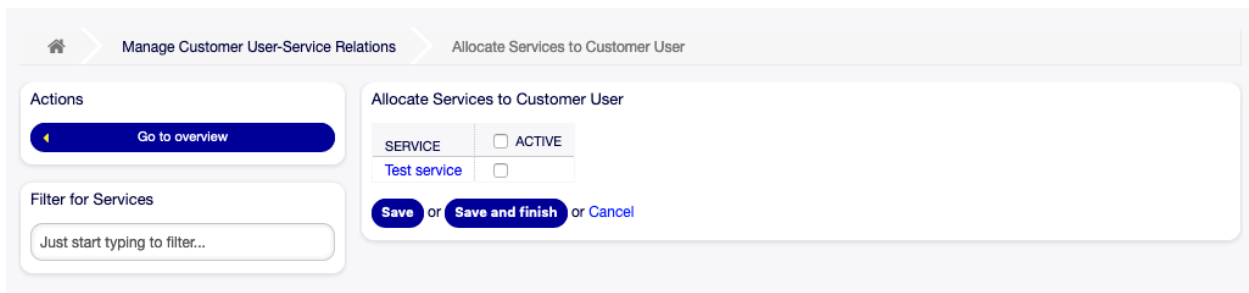 Manage Customer User-Service Relations Allocate Services to Customer User
Actions
Go to overview
Filter for Services
Just start typing to filter...
Allocate Services to Customer User
SERVICE ACTIVE
Test service
Save or Save and finish or Cancel